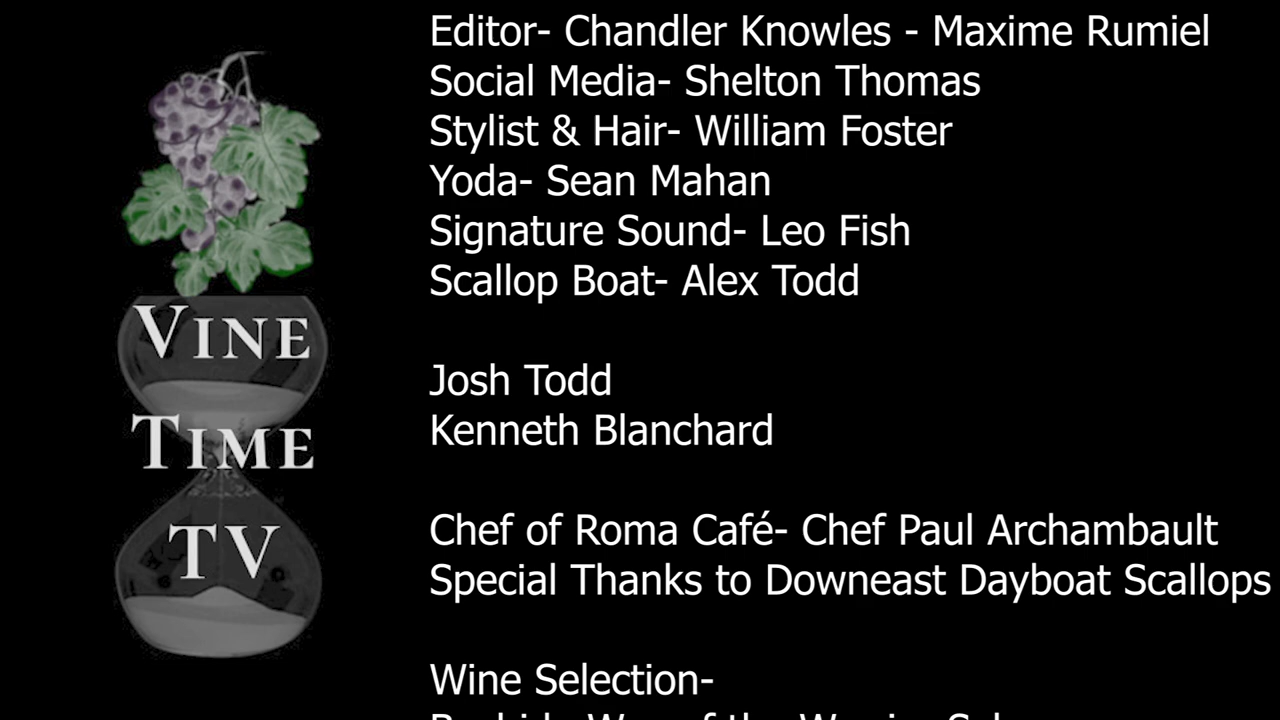 Editor- Chandler Knowles - Maxime Rumiel
Social Media- Shelton Thomas
Stylist & Hair- William Foster
Yoda- Sean Mahan
Signature Sound- Leo Fish
Scallop Boat- Alex Todd
Josh Todd
Kenneth Blanchard
Chef of Roma Café- Chef Paul Archambault
Special Thanks to Downeast Dayboat Scallops
Wine Selection-
VINE
TIME
TV